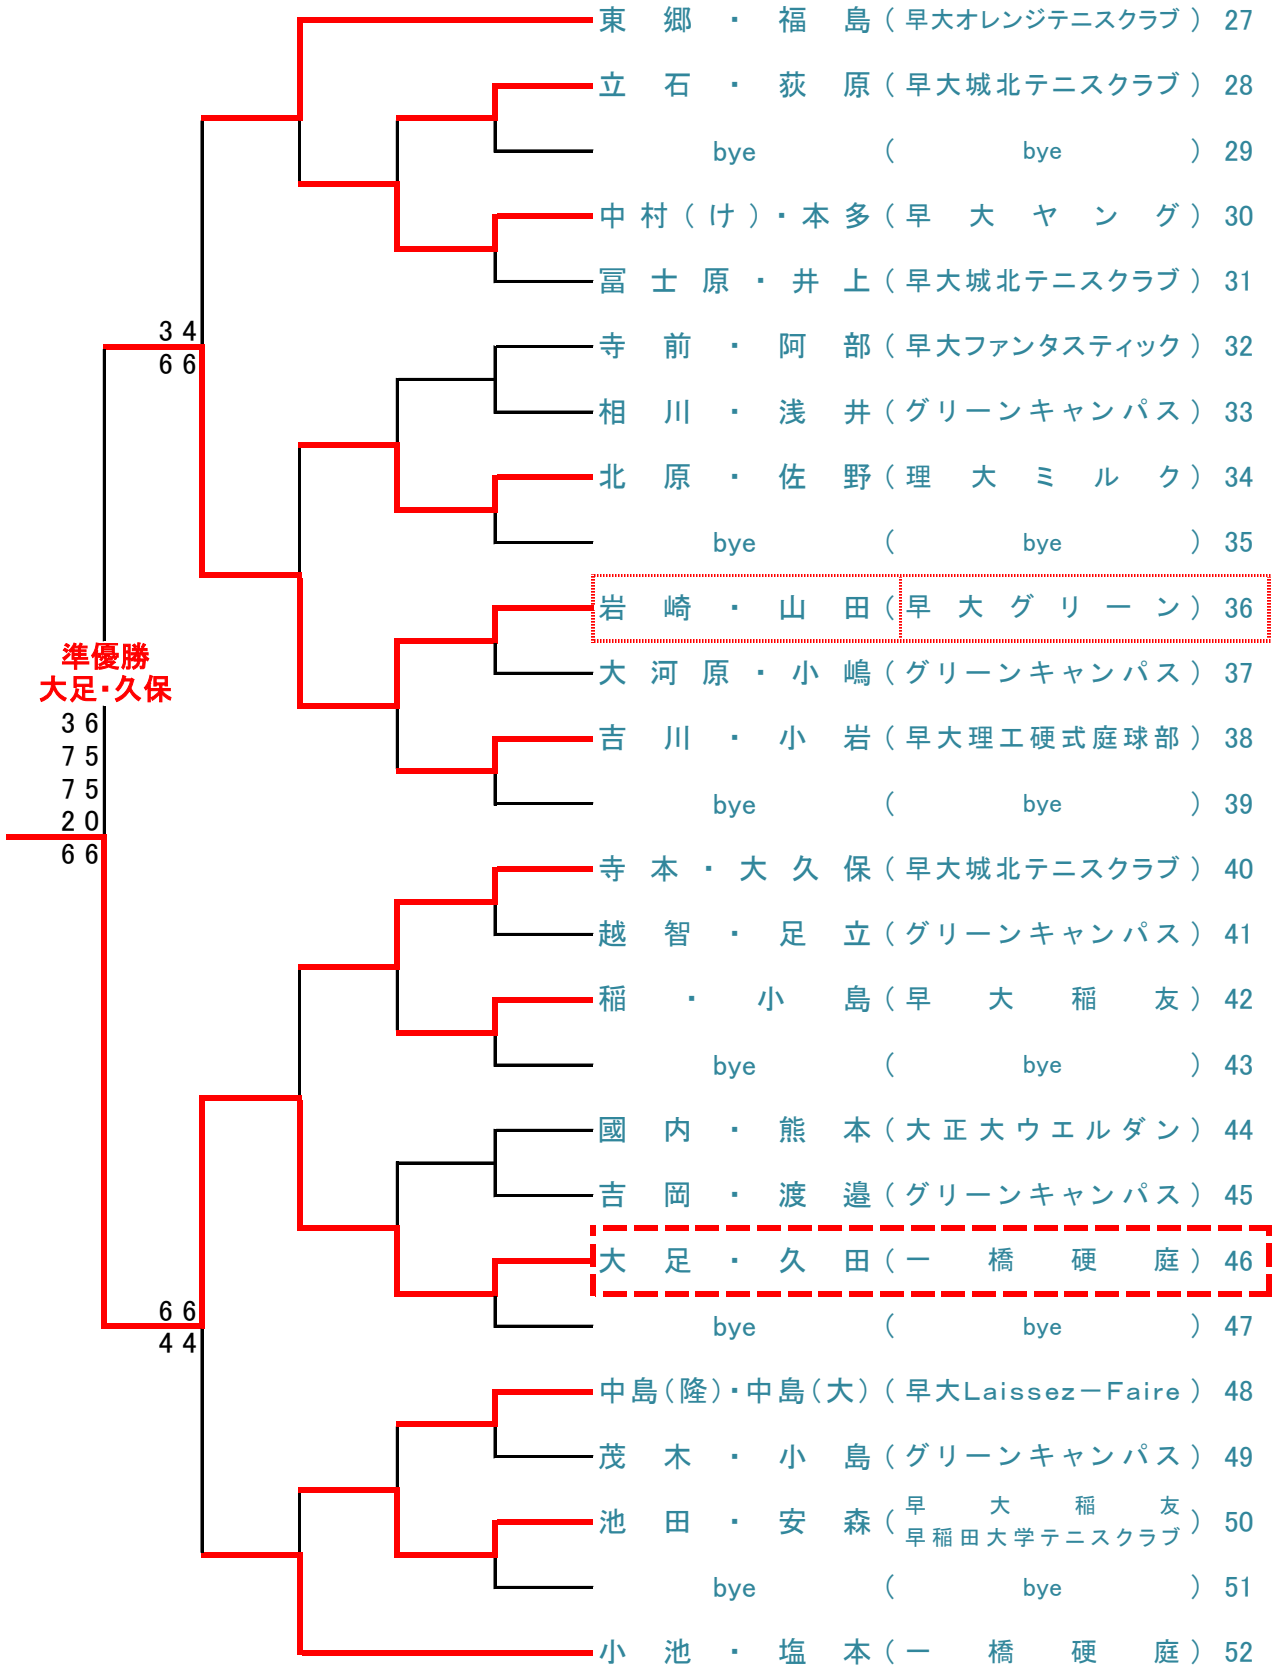 東郷・福島(早大オレンジテニスクラブ) 27
立石・荻原(早大城北テニスクラブ) 28
bye ( bye ) 29
中村(け)・本多(早大ヤング) 30
冨士原・井上(早大城北テニスクラブ) 31
3 4
6 6
寺前・阿部(早大ファンタスティック) 32
相川・浅井(グリーンキャンパス) 33
北原・佐野(理大ミルク) 34
bye ( bye ) 35
岩崎・山田(早大グリーン) 36
準優勝
大足・久保
大河原・小嶋(グリーンキャンパス) 37
3 6
7 5
7 5
2 0
6 6
吉川・小岩(早大理工硬式庭球部) 38
bye ( bye ) 39
寺本・大久保(早大城北テニスクラブ) 40
越智・足立(グリーンキャンパス) 41
稲・小島(早大稲友) 42
bye ( bye ) 43
國内・熊本(大正大ウエルダン) 44
吉岡・渡邉(グリーンキャンパス) 45
大足・久田(一橋硬庭) 46
6 6
4 4
bye ( bye ) 47
中島(隆)・中島(大)(早大Laissez－Faire) 48
茂木・小島(グリーンキャンパス) 49
池田・安森(早大稲友
早稲田大学テニスクラブ) 50
bye ( bye ) 51
小池・塩本(一橋硬庭) 52